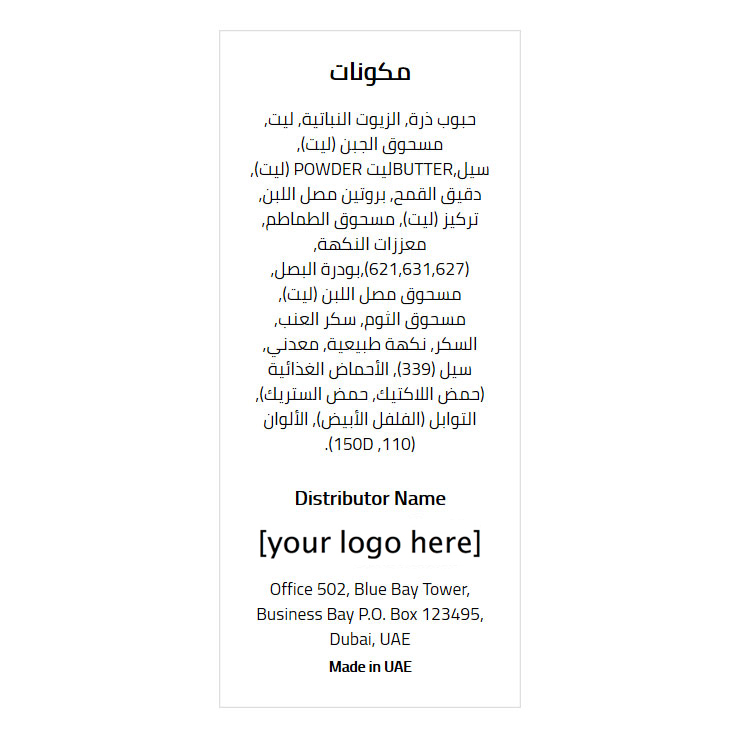 مكونات
حبوب ذرة, الزيوت النباتية, ليت,
مسحوق الجبن (ليت),
سيل,BUTTERليت POWDER (ليت),
دقيق القمح, بروتين مصل اللبن,
تركيز (ليت), مسحوق الطماطم,
معززات النكهة,
(621,631,627),بودرة البصل,
مسحوق مصل اللبن (ليت),
مسحوق الثوم, سكر العنب,
السكر, نكهة طبيعية, معدني,
سيل (339), الأحماض الغذائية
(حمض اللاكتيك, حمض الستريك),
التوابل (الفلفل الأبيض), الألوان
(110, 150D).
Distributor Name
[your logo here]
Office 502, Blue Bay Tower,
Business Bay P.O. Box 123495,
Dubai, UAE
Made in UAE